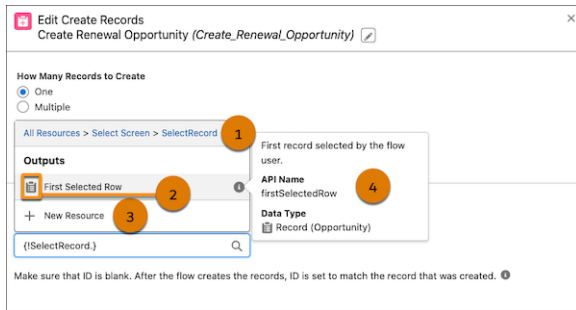 Edit Create Records
Create Renewal Opportunity (Create_Renewal_Opportunity)
How Many Records to Create
One
Multiple
All Resources > Select Screen > SelectRecord
1
Outputs
First Selected Row
2
New Resource
3
{!SelectRecord.}
First record selected by the flow
user.
API Name
firstSelectedRow
4
Data Type
Record (Opportunity)
Make sure that ID is blank. After the flow creates the records, ID is set to match the record that was created.